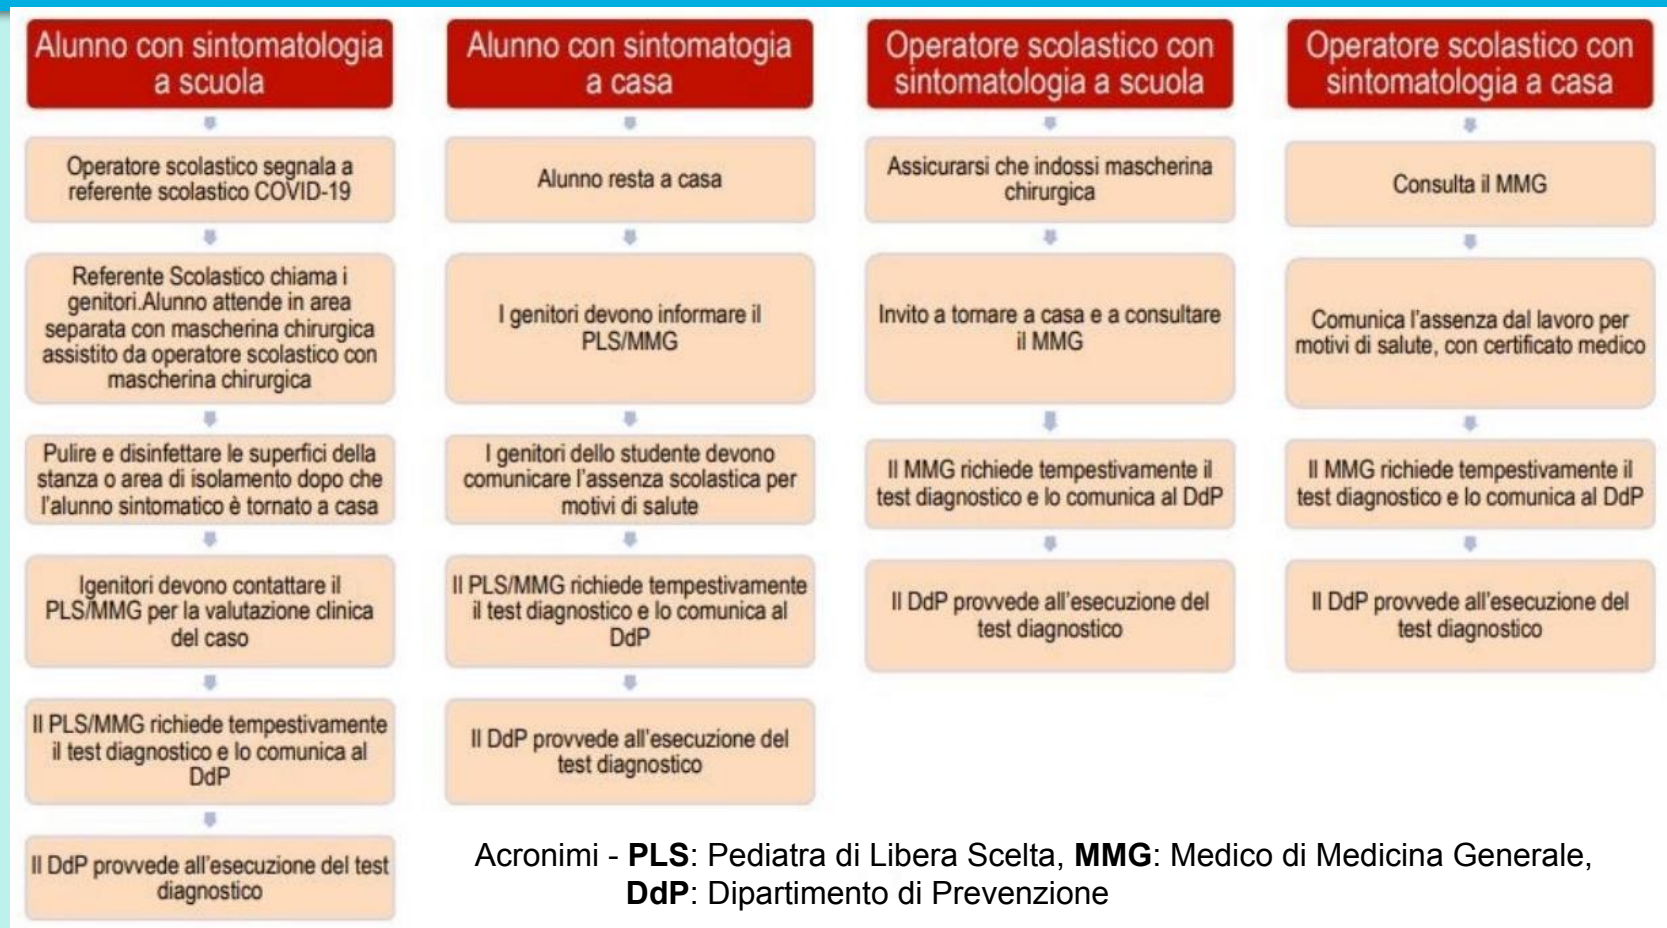 Alunno con sintomatologia
a scuola
Operatore scolastico segnala a
referente scolastico COVID-19
Referente Scolastico chiama i
genitori.Alunno attende in area
separata con mascherina chirurgica
assistito da operatore scolastico con
mascherina chirurgica
Pulire e disinfettare le superfici della
stanza o area di isolamento dopo che
l'alunno sintomatico è tornato a casa
Igenitori devono contattare il
PLS/MMG per la valutazione clinica
del caso
Il PLS/MMG richiede tempestivamente
il test diagnostico e lo comunica al
DdP
Il DdP provvede all'esecuzione del test
diagnostico
Alunno con sintomatogia
a casa
Alunno resta a casa
I genitori devono informare il
PLS/MMG
I genitori dello studente devono
comunicare l'assenza scolastica per
motivi di salute
Il PLS/MMG richiede tempestivamente
il test diagnostico e lo comunica al
DdP
Il DdP provvede all'esecuzione del
test diagnostico
Operatore scolastico con
sintomatologia a scuola
Assicurarsi che indossi mascherina
chirurgica
Invito a tornare a casa e a consultare
il MMG
Il MMG richiede tempestivamente il
test diagnostico e lo comunica al DdP
Il DdP provvede all'esecuzione del
test diagnostico
Operatore scolastico con
sintomatologia a casa
Consulta il MMG
Comunica l'assenza dal lavoro per
motivi di salute, con certificato medico
Il MMG richiede tempestivamente il
test diagnostico e lo comunica al DdP
Il DdP provvede all'esecuzione del
test diagnostico
Acronimi - PLS: Pediatra di Libera Scelta, MMG: Medico di Medicina Generale,
DdP: Dipartimento di Prevenzione